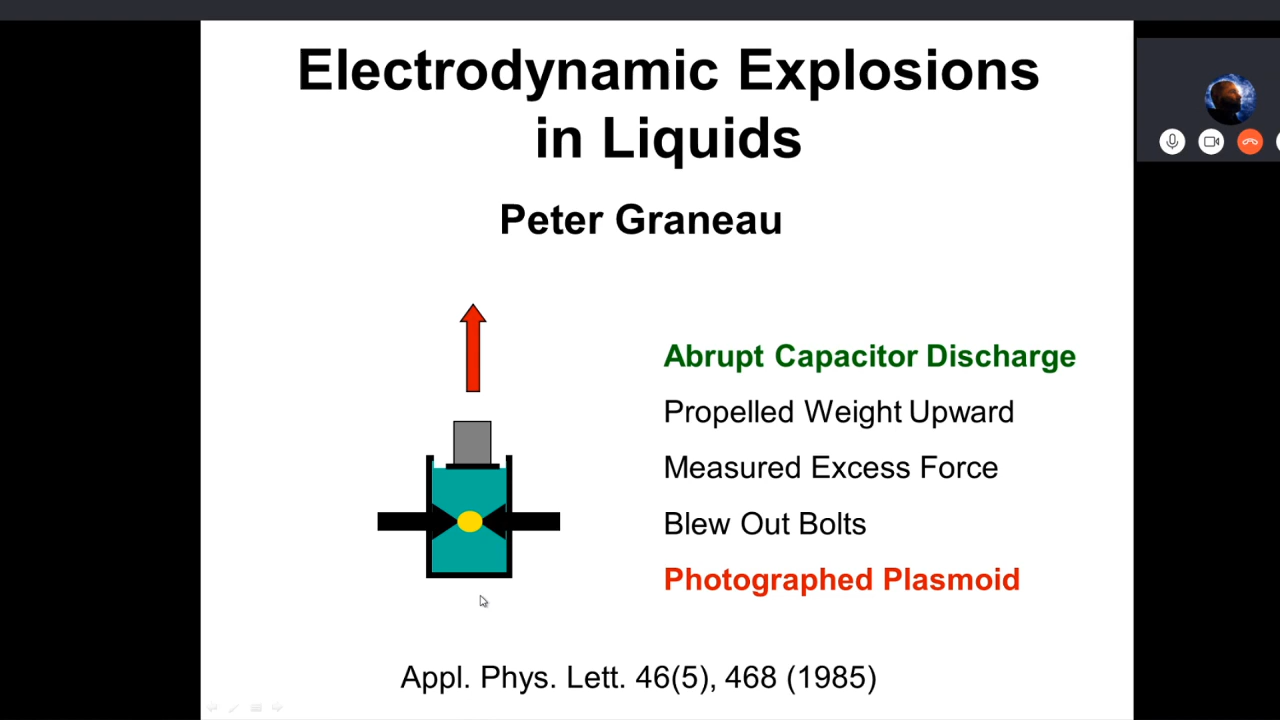 Electrodynamic Explosions
in Liquids
Peter Graneau
Abrupt Capacitor Discharge
Propelled Weight Upward
Measured Excess Force
Blew Out Bolts
Photographed Plasmoid
Appl. Phys. Lett. 46(5), 468 (1985)